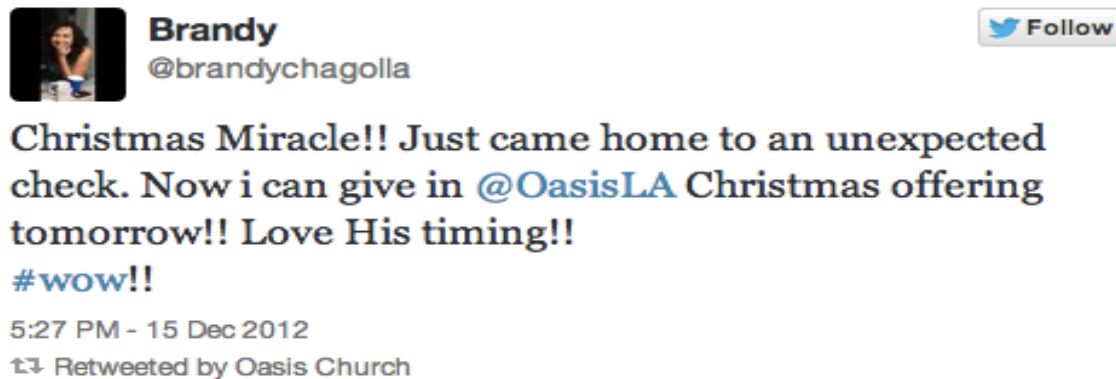 Brandy
Follow
@brandychagolla
Christmas Miracle!! Just came home to an unexpected
check. Now i can give in @OasisLA Christmas offering
tomorrow!! Love His timing!!
#wow!!
5:27 PM - 15 Dec 2012
Retweeted by Oasis Church